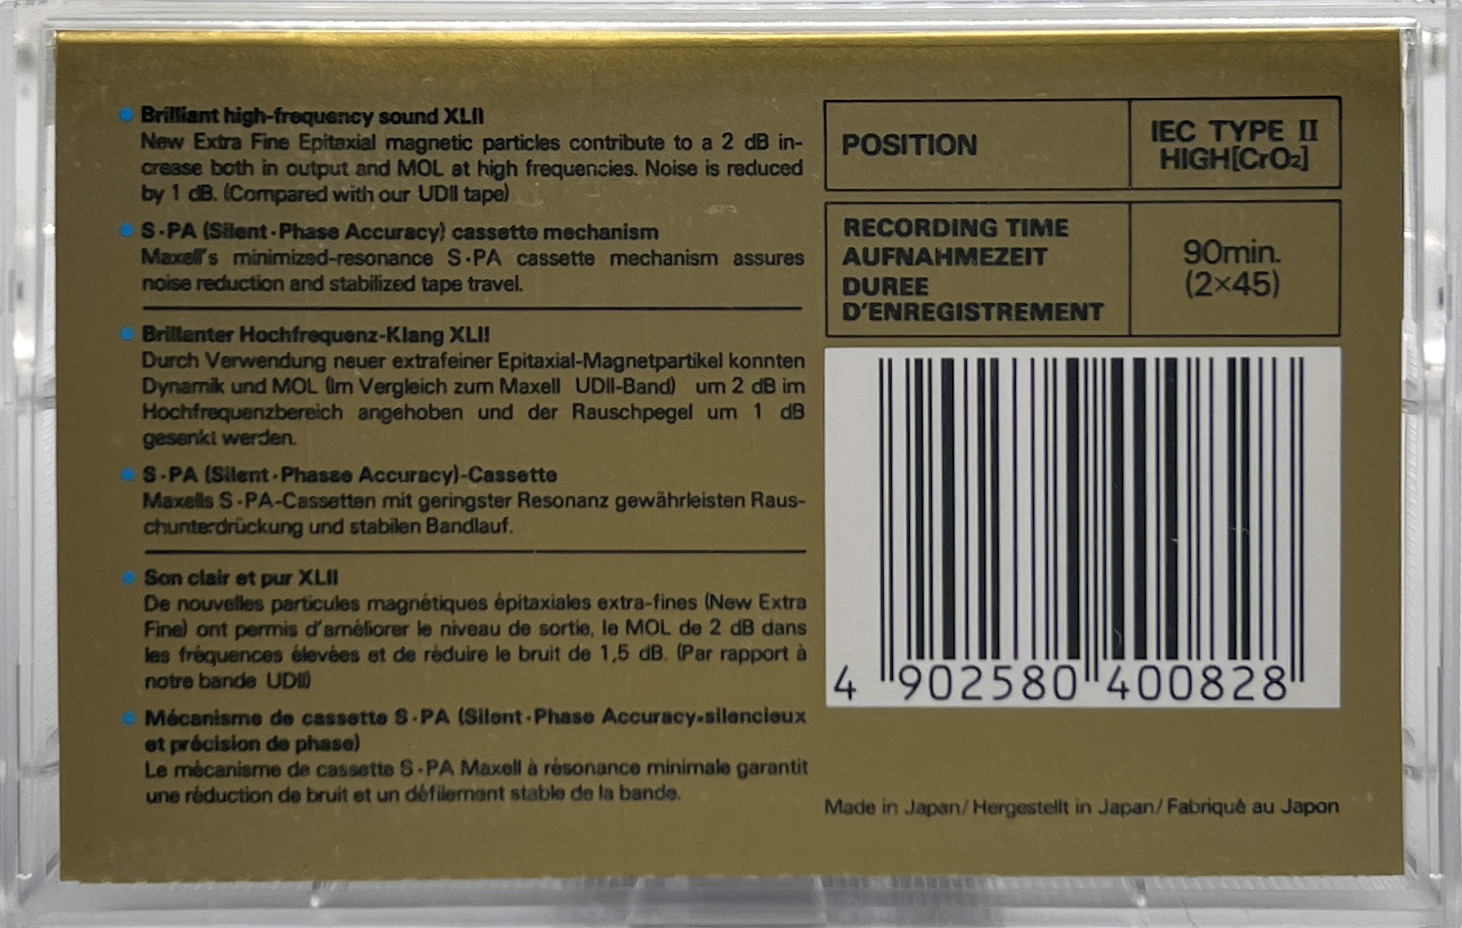 Brilliant high-frequency sound XLII
New Extra Fine Epitaxial magnetic particles contribute to a 2 dB in-
crease both in output and MOL at high frequencies. Noise is reduced
by 1 dB. (Compared with our UDII tape)
S·PA (Silent·Phase Accuracy) cassette mechanism
Maxell's minimized-resonance S·PA cassette mechanism assures
noise reduction and stabilized tape travel.
Brillanter Hochfrequenz-Klang XLII
Durch Verwendung neuer extrafeiner Epitaxial-Magnetpartikel konnten
Dynamik und MOL (Im Vergleich zum Maxell UDII-Band) um 2 dB im
Hochfrequenzbereich angehoben und der Rauschpegel um 1 dB
gesenkt werden.
S·PA (Silent·Phasse Accuracy)-Cassette
Maxells S·PA-Cassetten mit geringster Resonanz gewährleisten Raus-
chunterdrückung und stabilen Bandlauf.
Son clair et pur XLII
De nouvelles particules magnétiques épitaxiales extra-fines (New Extra
Fine) ont permis d'améliorer le niveau de sortie, le MOL de 2 dB dans
les fréquences élevées et de rèduire le bruit de 1,5 dB. (Par rapport à
notre bande UDII)
Mécanisme de cassette S·PA (Silent·Phase Accuracy-silencieux
et précision de phase)
Le mècanisme de cassette S·PA Maxell à résonance minimale garantit
une réduction de bruit et un défilement stable de la bande.
POSITION
IEC TYPE II
HIGH[CrO₂]
RECORDING TIME
AUFNAHMEZEIT
DUREE
D'ENREGISTREMENT
90min.
(2×45)
4 902580 400828
Made in Japan/Hergestellt in Japan/Fabriqué au Japon